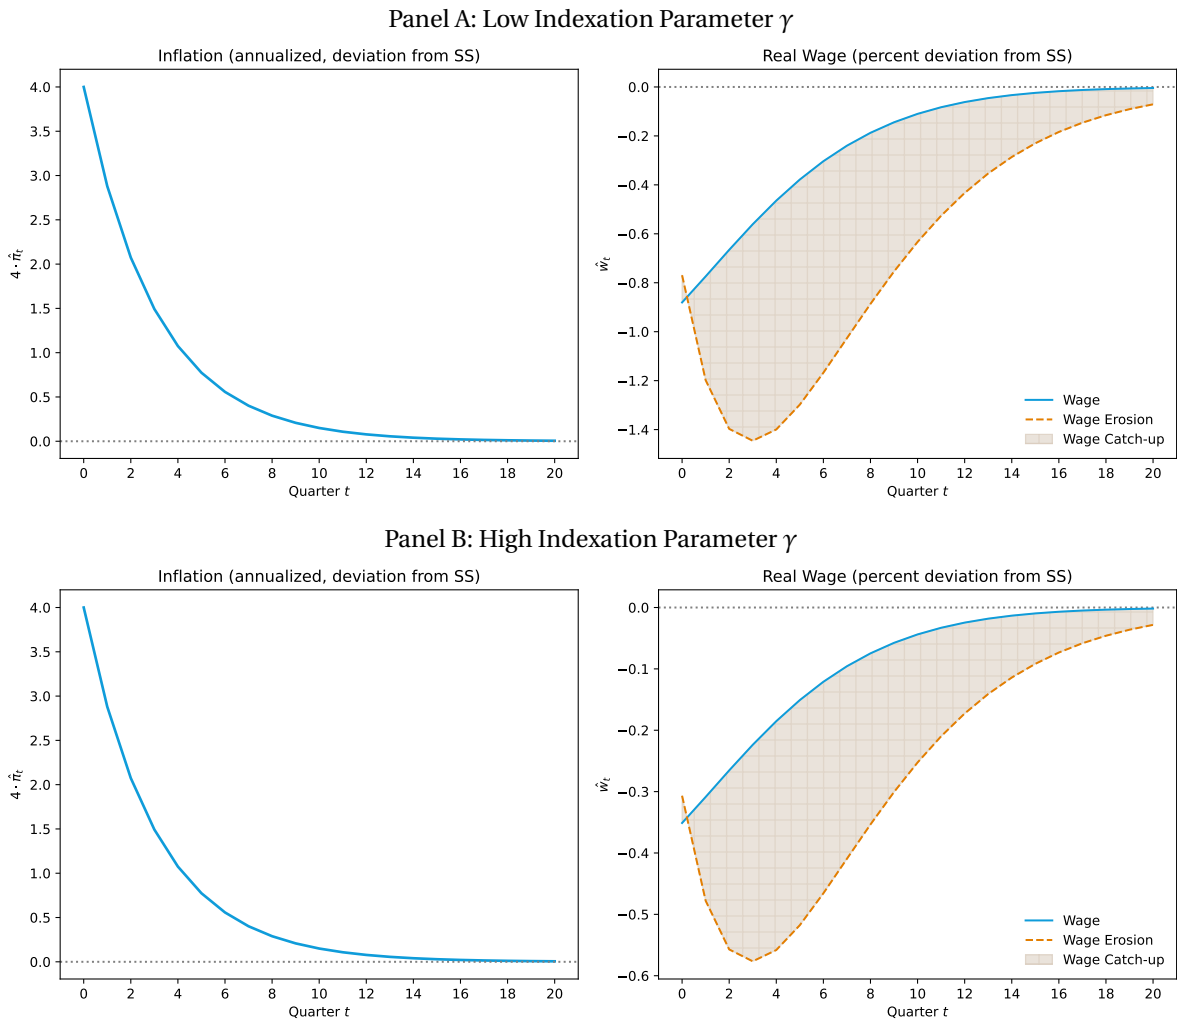 Panel A: Low Indexation Parameter γ
Inflation (annualized, deviation from SS)
4.0
3.5
3.0
2.5
2.0
1.5
1.0
0.5
0.0
4 · π̂ₜ
0 2 4 6 8 10 12 14 16 18 20
Quarter t
Real Wage (percent deviation from SS)
0.0
−0.2
−0.4
−0.6
−0.8
−1.0
−1.2
−1.4
ŵₜ
Wage
Wage Erosion
Wage Catch-up
0 2 4 6 8 10 12 14 16 18 20
Quarter t
Panel B: High Indexation Parameter γ
Inflation (annualized, deviation from SS)
4.0
3.5
3.0
2.5
2.0
1.5
1.0
0.5
0.0
4 · π̂ₜ
0 2 4 6 8 10 12 14 16 18 20
Quarter t
Real Wage (percent deviation from SS)
0.0
−0.1
−0.2
−0.3
−0.4
−0.5
−0.6
ŵₜ
Wage
Wage Erosion
Wage Catch-up
0 2 4 6 8 10 12 14 16 18 20
Quarter t